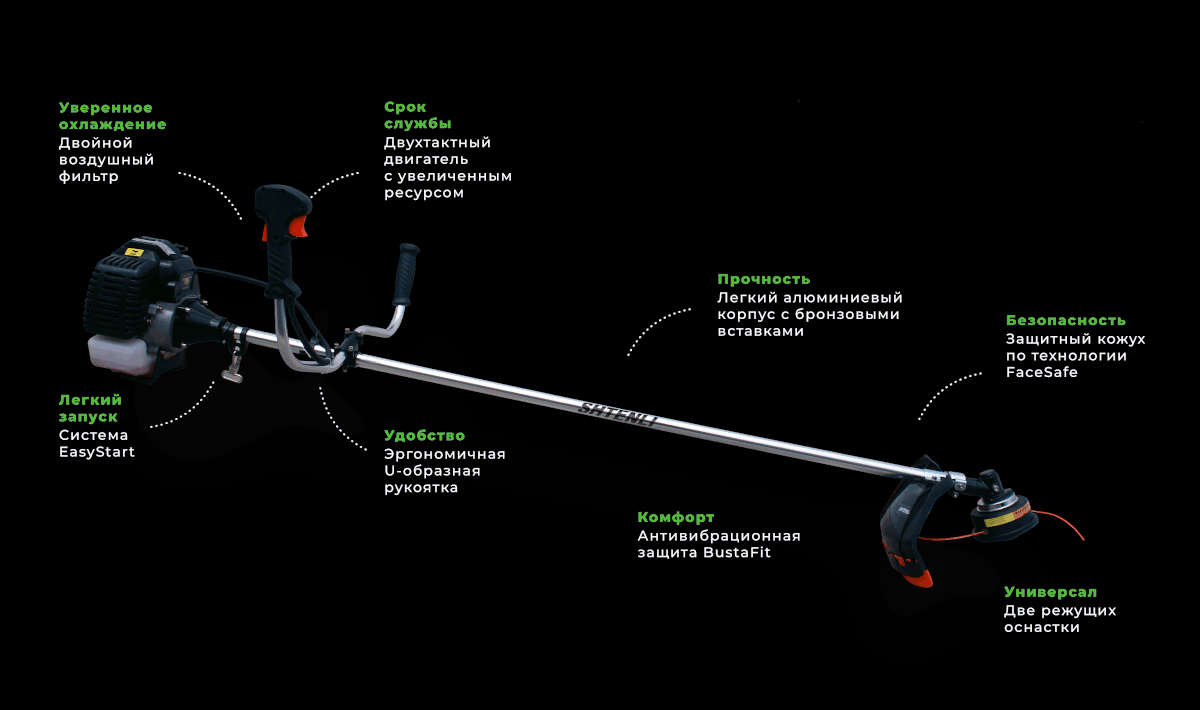 Уверенное
охлаждение
Двойной
воздушный
фильтр
Срок
службы
Двухтактный
двигатель
с увеличенным
ресурсом
Прочность
Легкий алюминиевый
корпус с бронзовыми
вставками
Безопасность
Защитный кожух
по технологии
FaceSafe
Легкий
запуск
Система
EasyStart
SHTENLI
Удобство
Эргономичная
U-образная
рукоятка
Комфорт
Антивибрационная
защита BustaFit
Универсал
Две режущих
оснастки